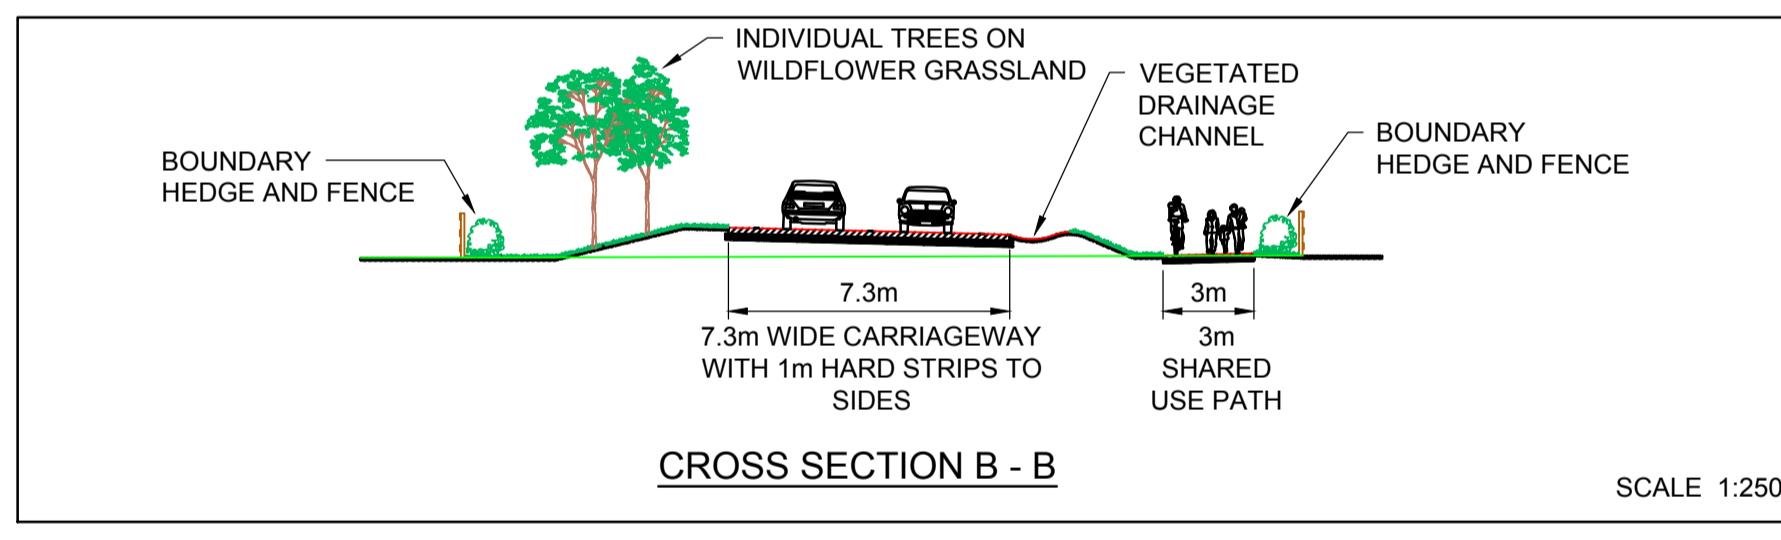 INDIVIDUAL TREES ON
WILDFLOWER GRASSLAND
VEGETATED
DRAINAGE
CHANNEL
BOUNDARY
HEDGE AND FENCE
BOUNDARY
HEDGE AND FENCE
7.3m
3m
7.3m WIDE CARRIAGEWAY
WITH 1m HARD STRIPS TO
SIDES
3m
SHARED
USE PATH
CROSS SECTION B - B
SCALE 1:250